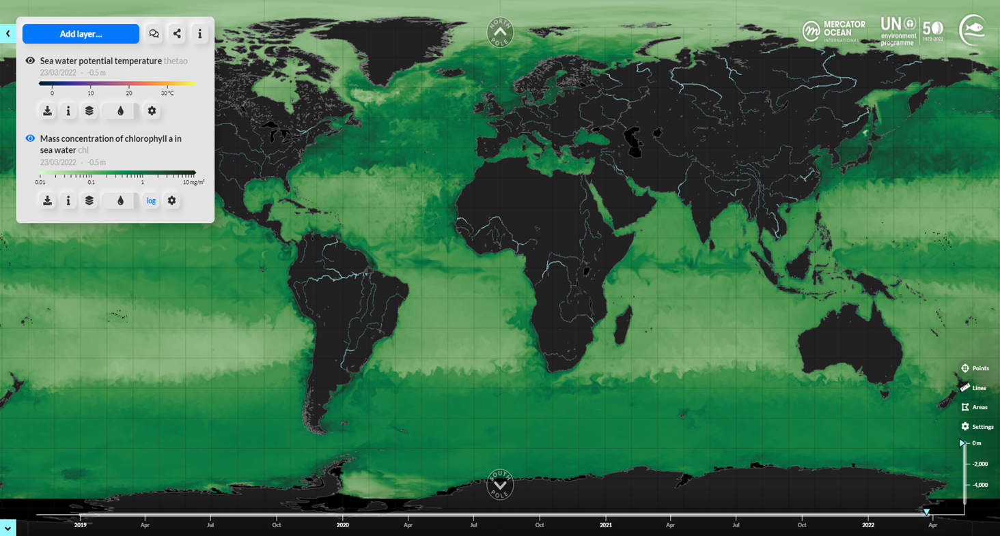 Add layer...
Sea water potential temperature thetao
23/03/2022 · -0.5 m
0 10 20 30 °C
Mass concentration of chlorophyll a in
sea water chl
23/03/2022 · -0.5 m
0.01 0.1 1 10 mg/m³
log
NORTH
POLE
MERCATOR
OCEAN
INTERNATIONAL
UN
environment
programme
50
1972-2022
Points
Lines
Areas
Settings
0 m
-2,000
-4,000
SOUTH
POLE
2019 Apr Jul Oct 2020 Apr Jul Oct 2021 Apr Jul Oct 2022 Apr